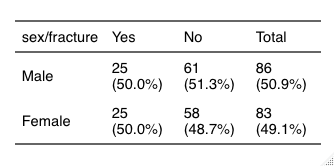 sex/fracture Yes No Total
Male 25 (50.0%) 61 (51.3%) 86 (50.9%)
Female 25 (50.0%) 58 (48.7%) 83 (49.1%)